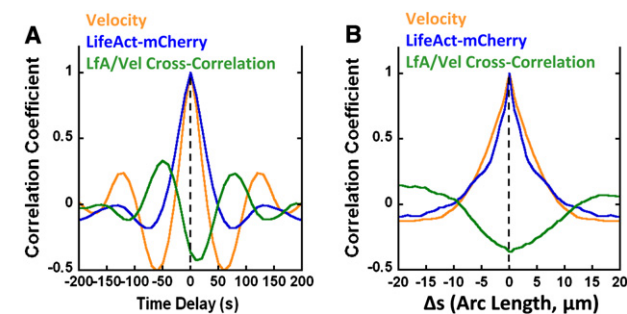 Velocity
LifeAct-mCherry
LfA/Vel Cross-Correlation
A
Correlation Coefficient
1
0.5
0
-0.5
-200-150-100 -50 0 50 100 150 200
Time Delay (s)
Velocity
LifeAct-mCherry
LfA/Vel Cross-Correlation
B
Correlation Coefficient
1
0.5
0
-0.5
-20 -15 -10 -5 0 5 10 15 20
Δs (Arc Length, μm)